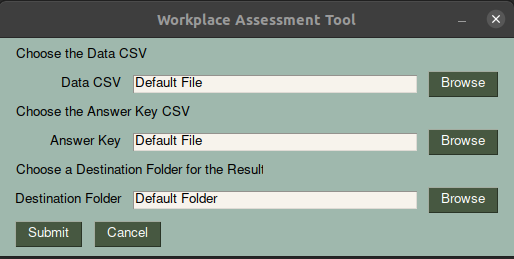 Workplace Assessment Tool
Choose the Data CSV
Data CSV Default File Browse
Choose the Answer Key CSV
Answer Key Default File Browse
Choose a Destination Folder for the Result
Destination Folder Default Folder Browse
Submit Cancel